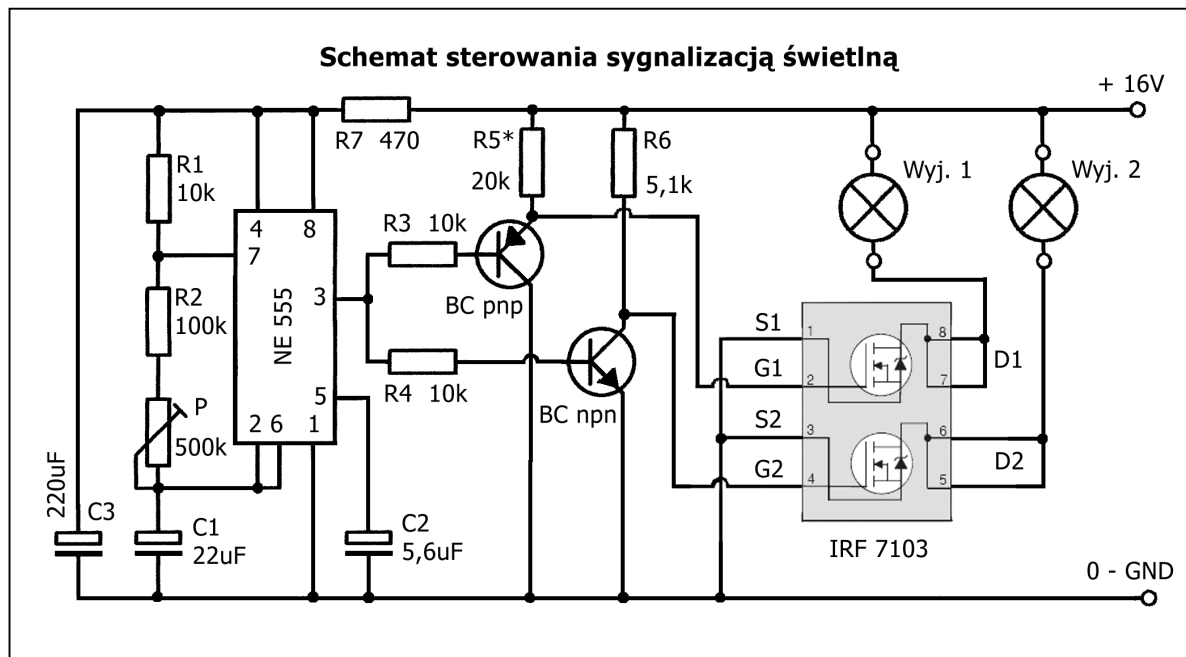 Schemat sterowania sygnalizacją świetlną
+ 16V
R7 470
R5*
20k
R6
5,1k
Wyj. 1
Wyj. 2
R1
10k
4
8
7
R3 10k
R2
100k
NE 555
3
BC pnp
P
500k
R4 10k
BC npn
5
2
6
1
S1
1
8
G1
2
7
D1
S2
3
6
G2
4
5
D2
IRF 7103
220uF
C3
C1
22uF
C2
5,6uF
0 - GND